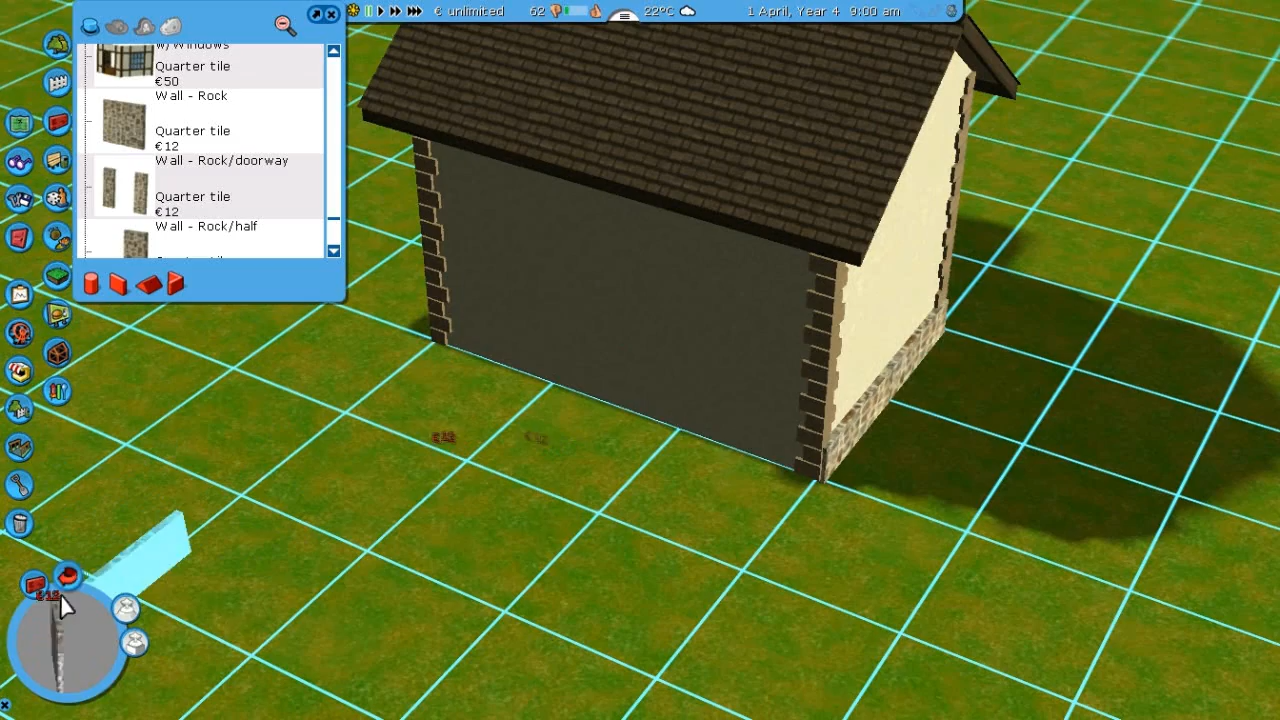 € unlimited
62
22°C
1 April, Year 4
9:00 am
w/Windows
Quarter tile
€50
Wall - Rock
Quarter tile
€12
Wall - Rock/doorway
Quarter tile
€12
Wall - Rock/half
€12